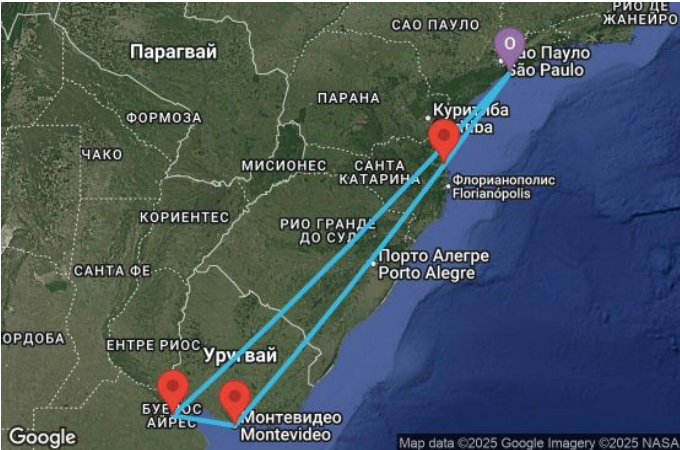 РИО ДЕ
ЖАНЕЙРО
САО ПАУЛО
O
Пауло
São Paulo
Парагвай
ПАРАНА
ФОРМОЗА
ЧАКО
МИСИОНЕС
САНТА
КАТАРИНА
Флорианополис
Florianópolis
КОРИЕНТЕС
РИО ГРАНДЕ
ДО СУЛ
САНТА ФЕ
Порто Алегре
Porto Alegre
ОРДОБА
ЕНТРЕ РИОС
Уругвай
БУЕНОС
АЙРЕС
Монтевидео
Montevideo
Google
Map data ©2025 Google Imagery ©2025 NASA